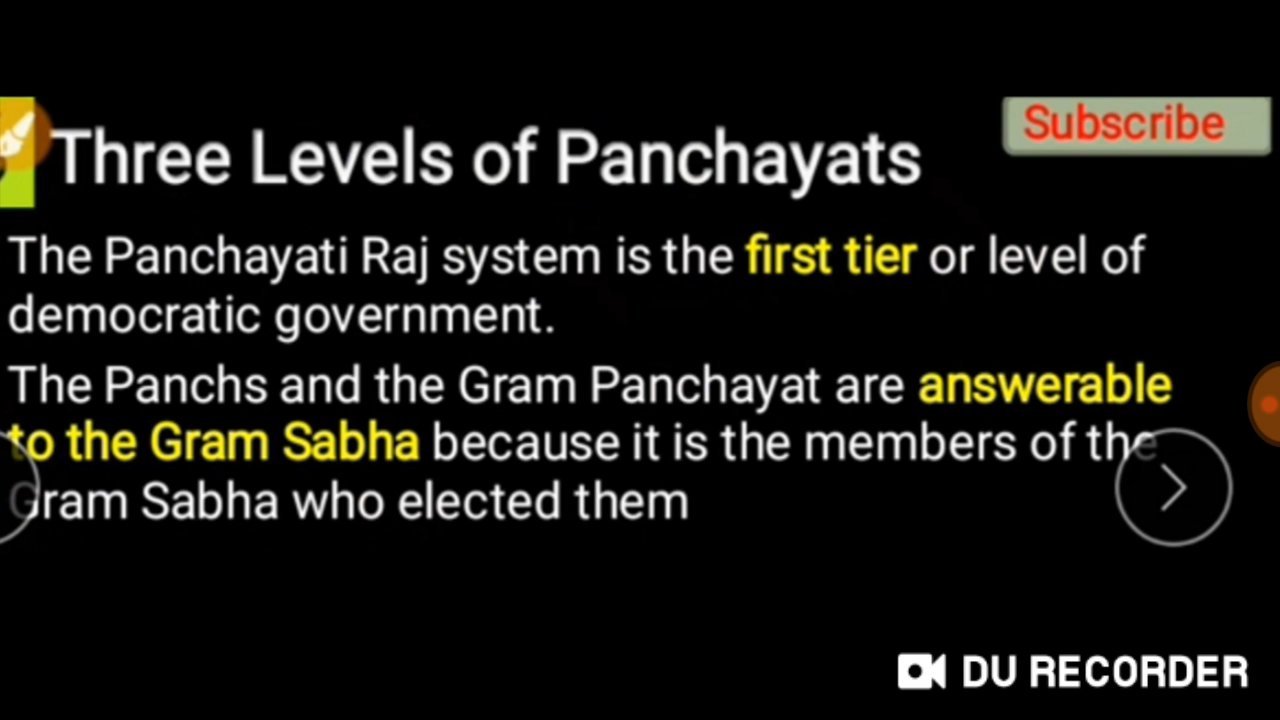 Subscribe
Three Levels of Panchayats
The Panchayati Raj system is the first tier or level of
democratic government.
The Panchs and the Gram Panchayat are answerable
to the Gram Sabha because it is the members of the
Gram Sabha who elected them
DU RECORDER